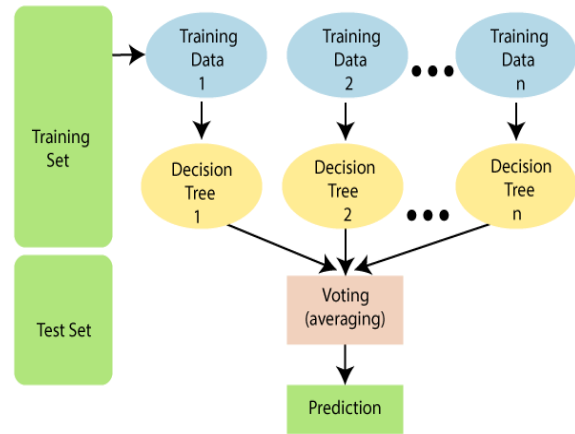 Training
Set
Training
Data
1
Training
Data
2
Training
Data
n
Decision
Tree
1
Decision
Tree
2
Decision
Tree
n
Test Set
Voting
(averaging)
Prediction